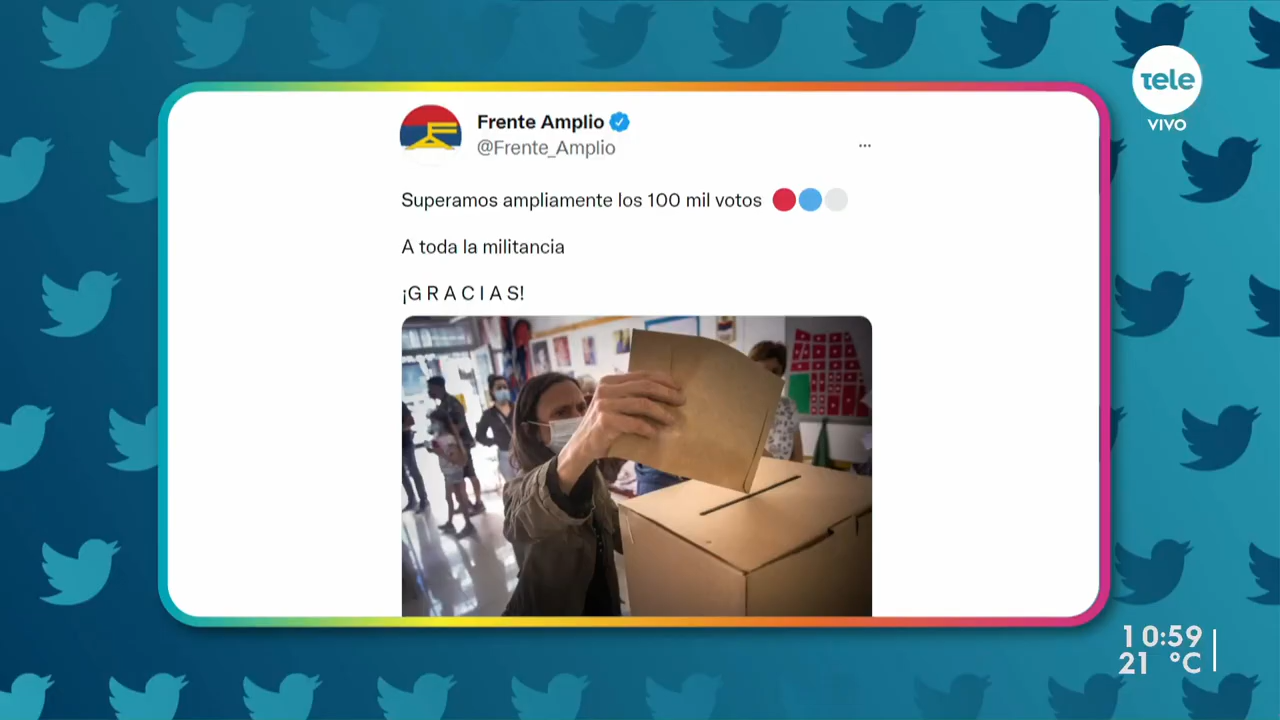 tele
VIVO
Frente Amplio
@Frente_Amplio
...
Superamos ampliamente los 100 mil votos
A toda la militancia
¡G R A C I A S!
10:59
21 °C